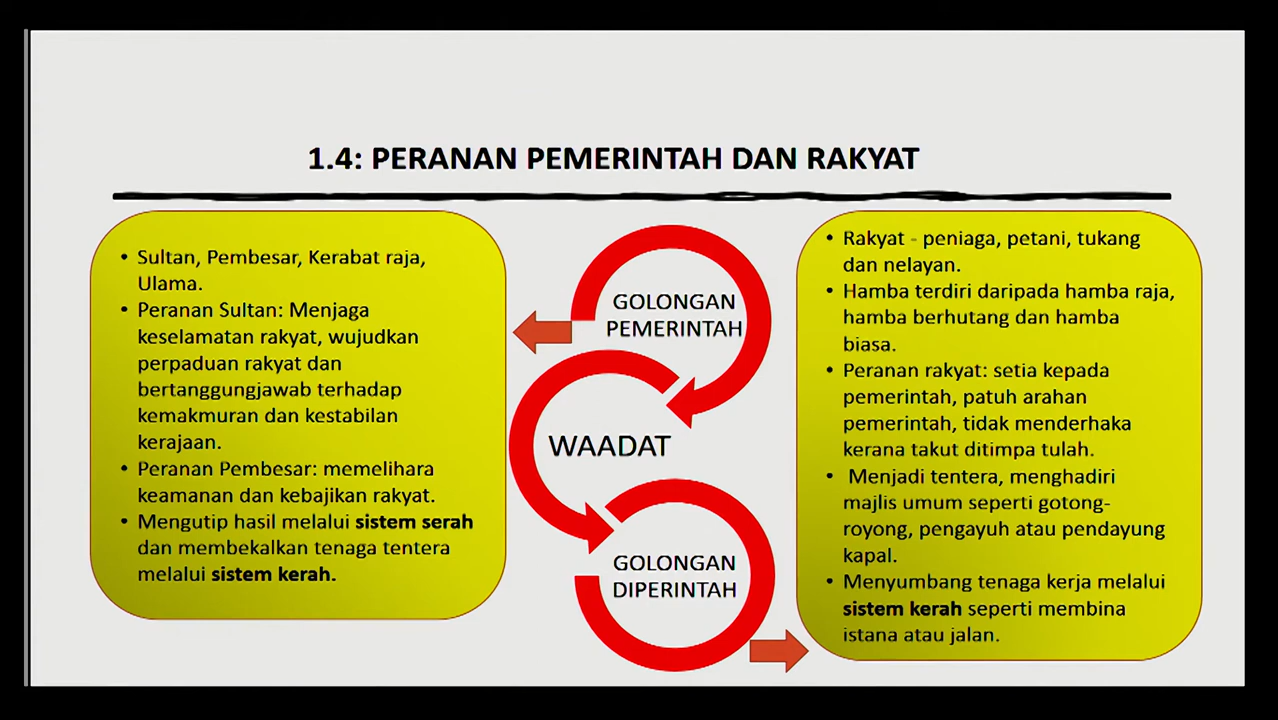 1.4: PERANAN PEMERINTAH DAN RAKYAT
• Sultan, Pembesar, Kerabat raja,
Ulama.
• Peranan Sultan: Menjaga
keselamatan rakyat, wujudkan
perpaduan rakyat dan
bertanggungjawab terhadap
kemakmuran dan kestabilan
kerajaan.
• Peranan Pembesar: memelihara
keamanan dan kebajikan rakyat.
• Mengutip hasil melalui sistem serah
dan membekalkan tenaga tentera
melalui sistem kerah.
GOLONGAN
PEMERINTAH
WAADAT
GOLONGAN
DIPERINTAH
• Rakyat - peniaga, petani, tukang
dan nelayan.
• Hamba terdiri daripada hamba raja,
hamba berhutang dan hamba
biasa.
• Peranan rakyat: setia kepada
pemerintah, patuh arahan
pemerintah, tidak menderhaka
kerana takut ditimpa tulah.
• Menjadi tentera, menghadiri
majlis umum seperti gotong-
royong, pengayuh atau pendayung
kapal.
• Menyumbang tenaga kerja melalui
sistem kerah seperti membina
istana atau jalan.